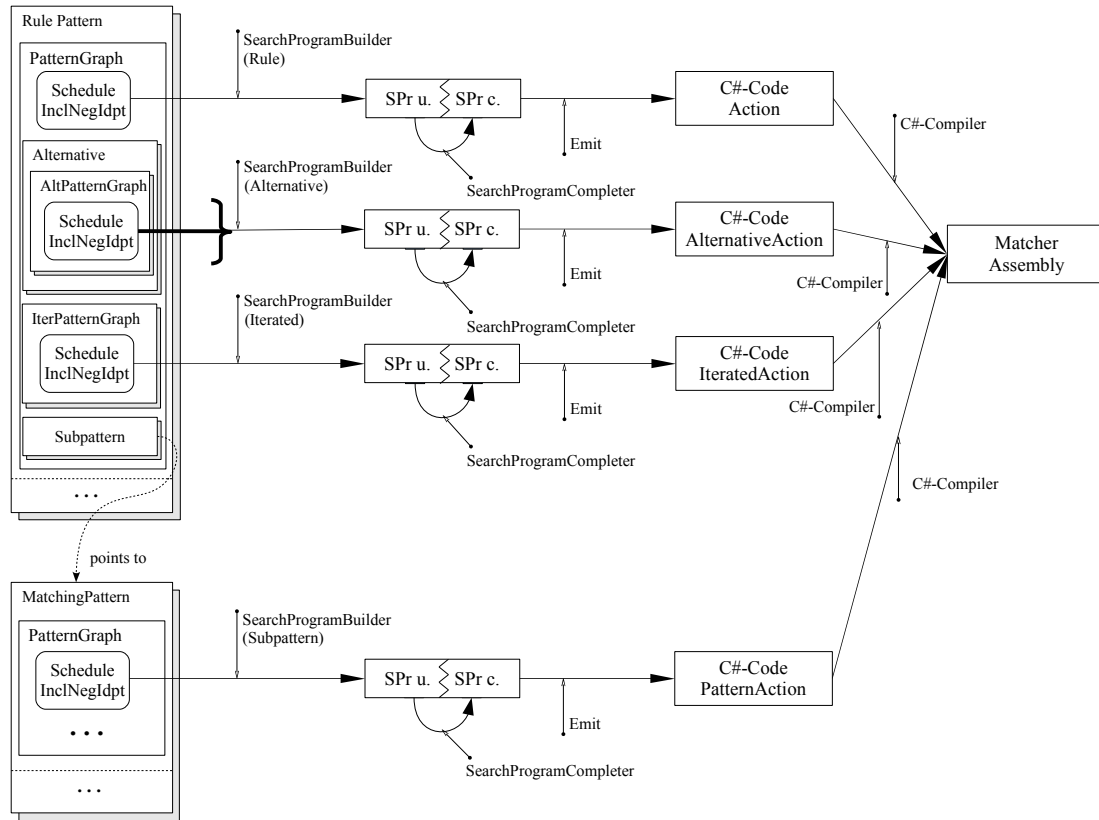 Rule Pattern
PatternGraph
Schedule
InclNegIdpt
SearchProgramBuilder
(Rule)
SPr u.
SPr c.
SearchProgramCompleter
Emit
C#-Code
Action
C#-Compiler
Alternative
AltPatternGraph
Schedule
InclNegIdpt
SearchProgramBuilder
(Alternative)
SPr u.
SPr c.
SearchProgramCompleter
Emit
C#-Code
AlternativeAction
C#-Compiler
Matcher
Assembly
IterPatternGraph
Schedule
InclNegIdpt
SearchProgramBuilder
(Iterated)
SPr u.
SPr c.
SearchProgramCompleter
Emit
C#-Code
IteratedAction
C#-Compiler
Subpattern
...
points to
C#-Compiler
MatchingPattern
PatternGraph
Schedule
InclNegIdpt
...
...
SearchProgramBuilder
(Subpattern)
SPr u.
SPr c.
SearchProgramCompleter
Emit
C#-Code
PatternAction